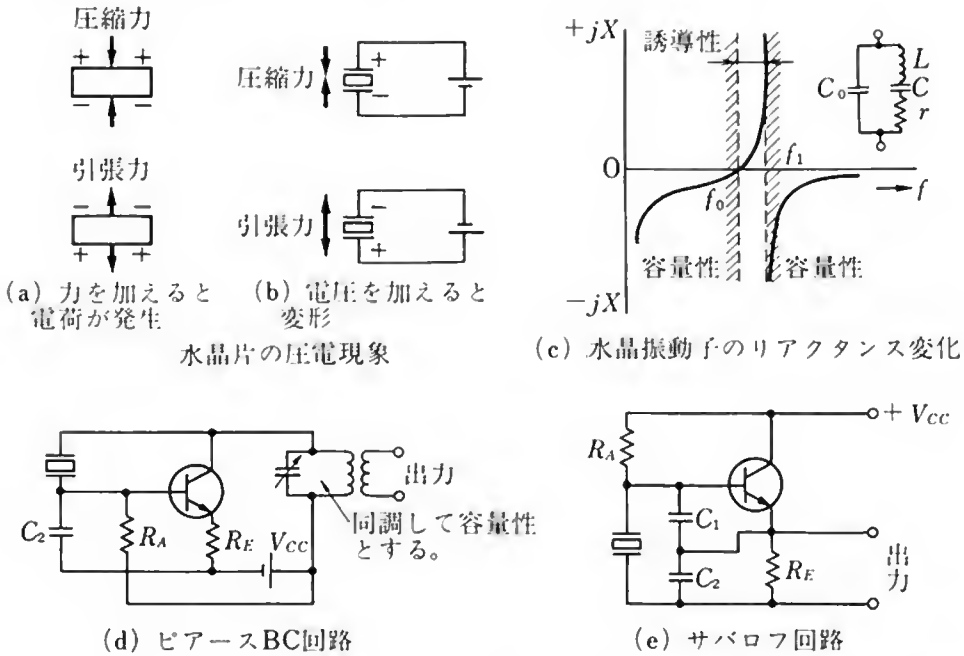 圧縮力
+ +
− −
引張力
− −
+ +
(a) 力を加えると
電荷が発生
圧縮力
+
−
引張力
−
+
(b) 電圧を加えると
変形
水晶片の圧電現象
+jX
誘導性
C₀
L
C
r
O
f₀
f₁
f
容量性
容量性
−jX
(c) 水晶振動子のリアクタンス変化
C₂
R_A
R_E
V_CC
出力
同調して容量性
とする。
(d) ピアースBC回路
+ V_CC
R_A
C₁
C₂
R_E
出力
(e) サバロフ回路